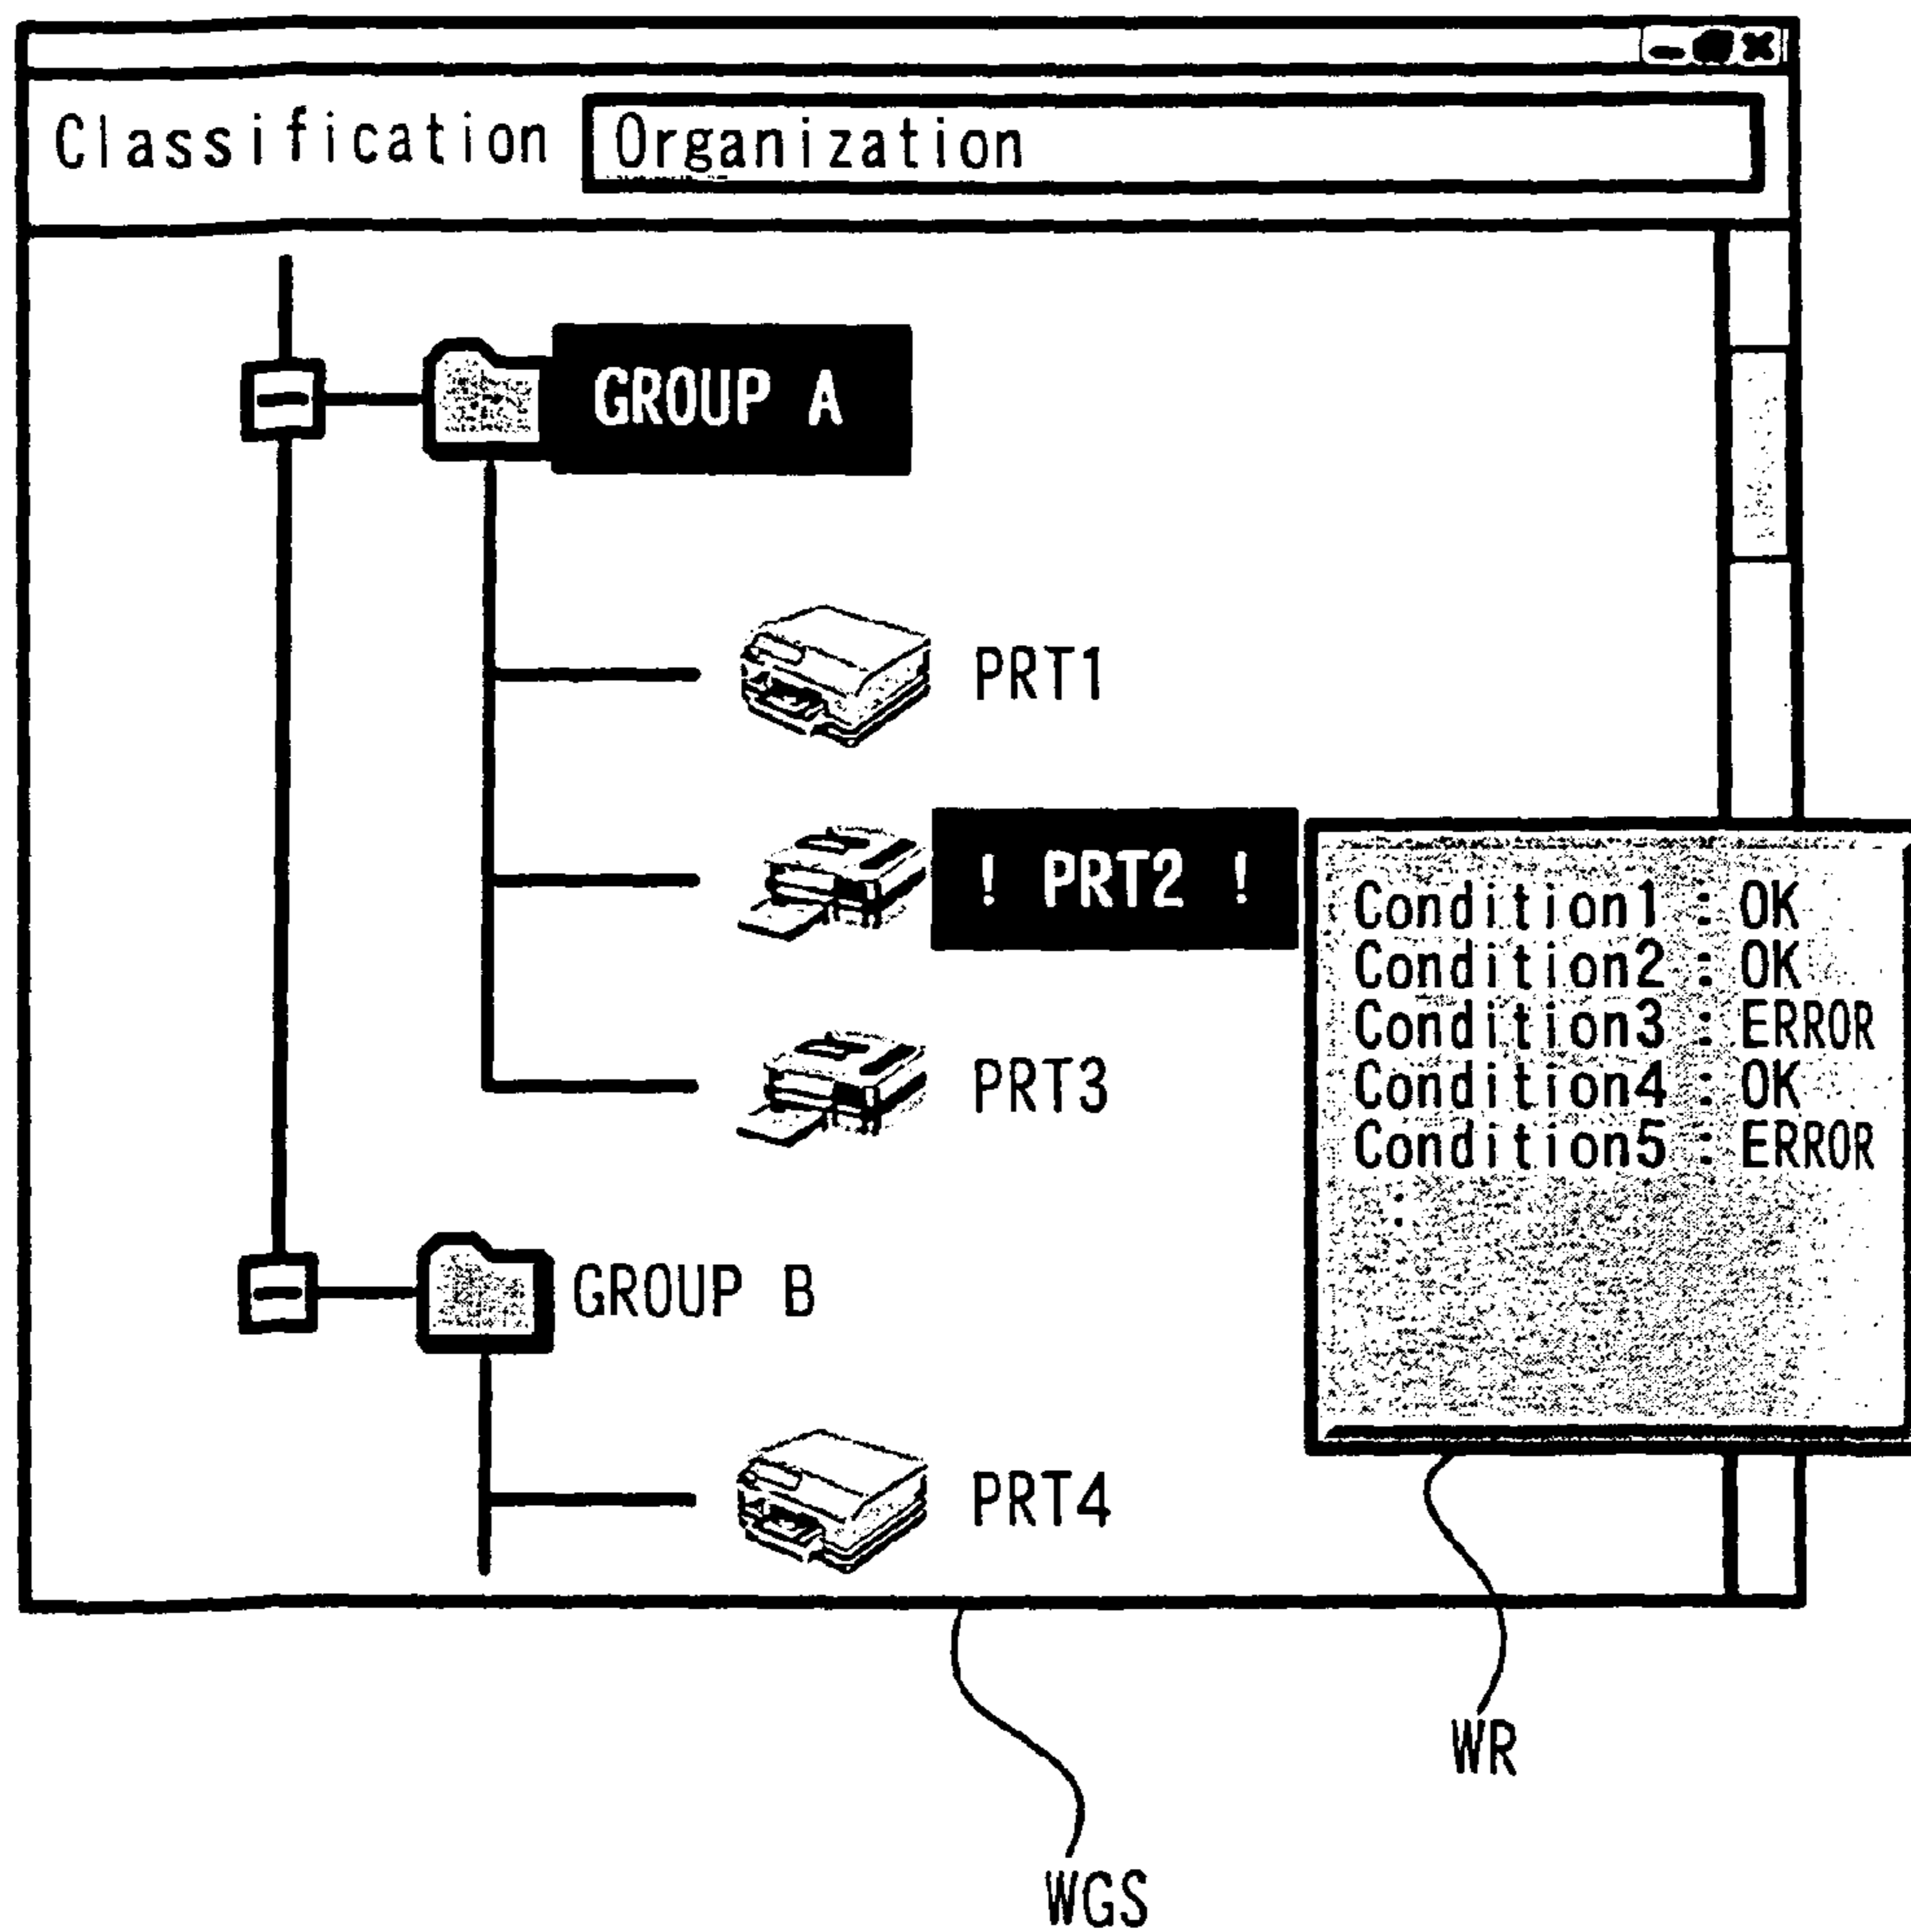 Classification Organization
GROUP A
PRT1
! PRT2 !
Condition1 : OK
Condition2 : OK
Condition3 : ERROR
Condition4 : OK
Condition5 : ERROR
PRT3
GROUP B
PRT4
WR
WGS